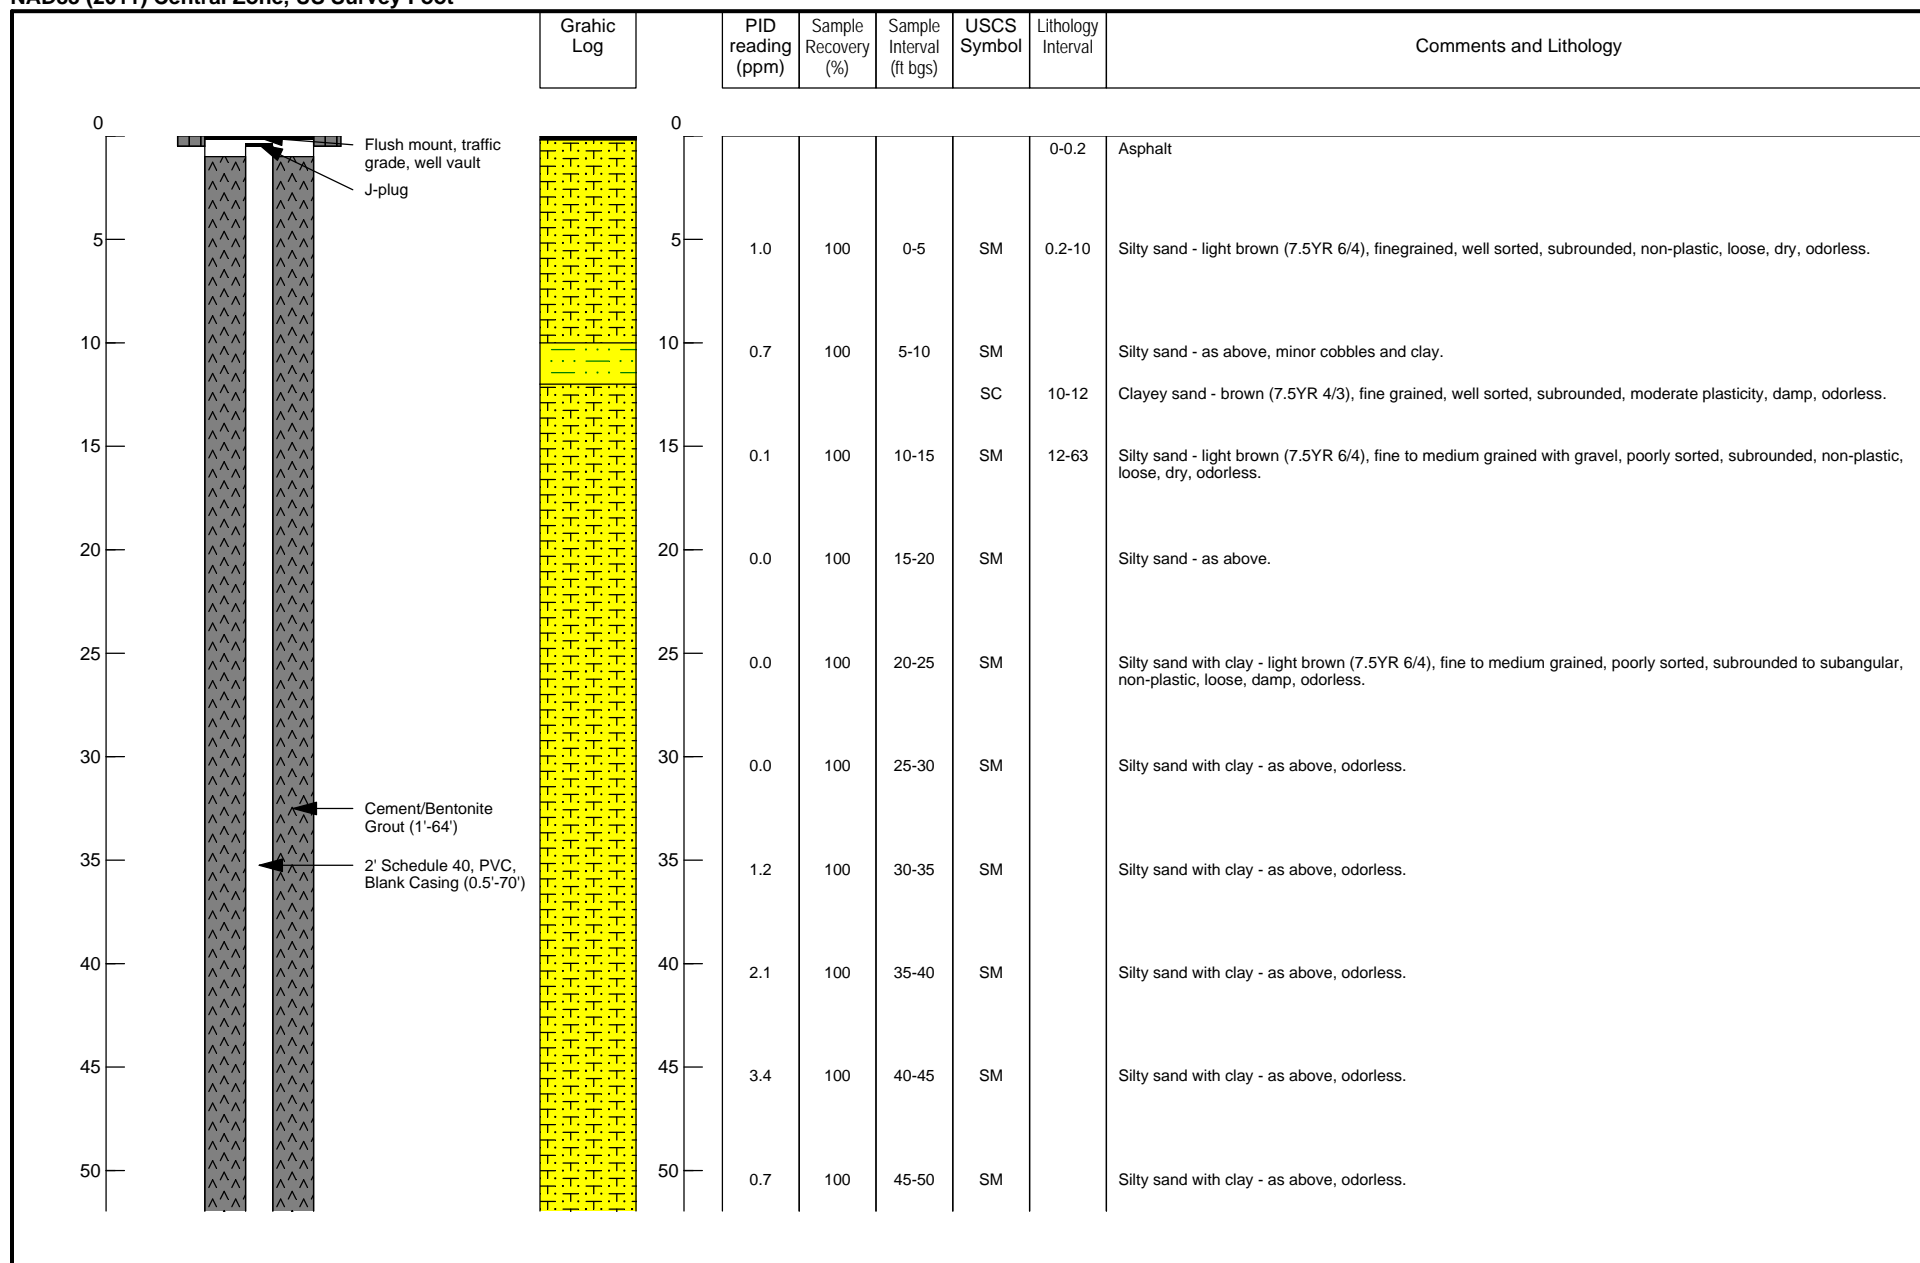 Grahic
Log
PID
reading
(ppm)
Sample
Recovery
(%)
Sample
Interval
(ft bgs)
USCS
Symbol
Lithology
Interval
Comments and Lithology
0
0
Flush mount, traffic
grade, well vault
J-plug
0-0.2 Asphalt
5
5
1.0 100 0-5 SM 0.2-10 Silty sand - light brown (7.5YR 6/4), finegrained, well sorted, subrounded, non-plastic, loose, dry, odorless.
10
10
0.7 100 5-10 SM Silty sand - as above, minor cobbles and clay.
SC 10-12 Clayey sand - brown (7.5YR 4/3), fine grained, well sorted, subrounded, moderate plasticity, damp, odorless.
15
15
0.1 100 10-15 SM 12-63 Silty sand - light brown (7.5YR 6/4), fine to medium grained with gravel, poorly sorted, subrounded, non-plastic,
loose, dry, odorless.
20
20
0.0 100 15-20 SM Silty sand - as above.
25
25
0.0 100 20-25 SM Silty sand with clay - light brown (7.5YR 6/4), fine to medium grained, poorly sorted, subrounded to subangular,
non-plastic, loose, damp, odorless.
30
30
0.0 100 25-30 SM Silty sand with clay - as above, odorless.
Cement/Bentonite
Grout (1'-64')
35
35
2' Schedule 40, PVC,
Blank Casing (0.5'-70')
1.2 100 30-35 SM Silty sand with clay - as above, odorless.
40
40
2.1 100 35-40 SM Silty sand with clay - as above, odorless.
45
45
3.4 100 40-45 SM Silty sand with clay - as above, odorless.
50
50
0.7 100 45-50 SM Silty sand with clay - as above, odorless.